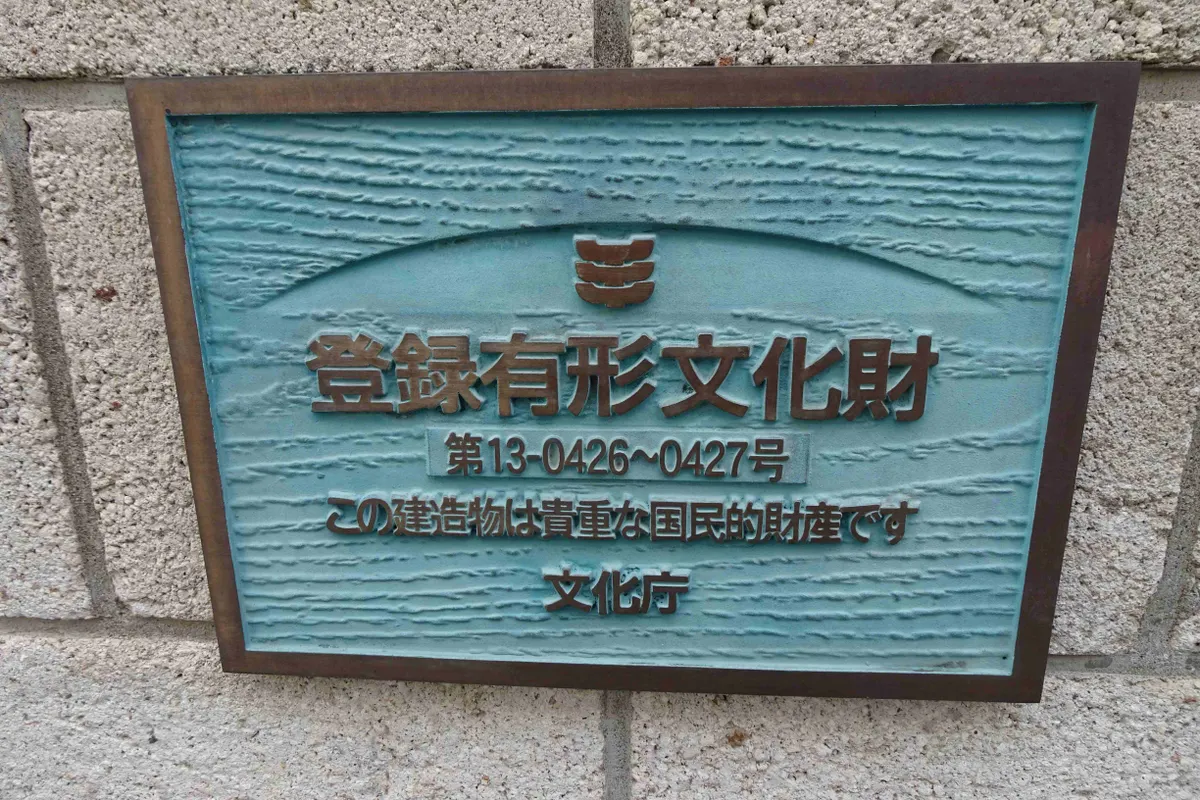 登録有形文化財
第13-0426～0427号
この建造物は貴重な国民的財産です
文化庁